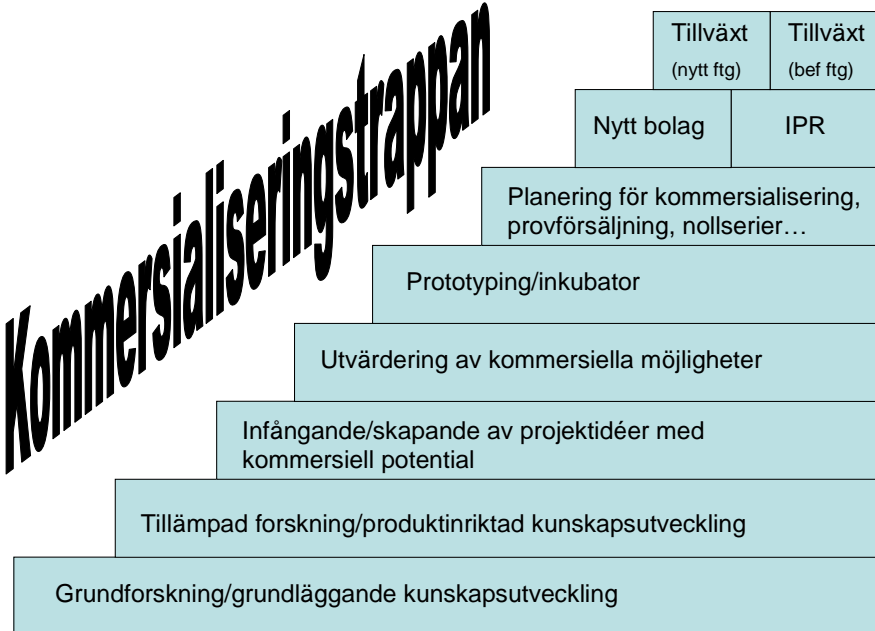 Kommersialiseringstrappan
Tillväxt
(nytt ftg)
Tillväxt
(bef ftg)
Nytt bolag
IPR
Planering för kommersialisering,
provförsäljning, nollserier…
Prototyping/inkubator
Utvärdering av kommersiella möjligheter
Infångande/skapande av projektidéer med
kommersiell potential
Tillämpad forskning/produktinriktad kunskapsutveckling
Grundforskning/grundläggande kunskapsutveckling